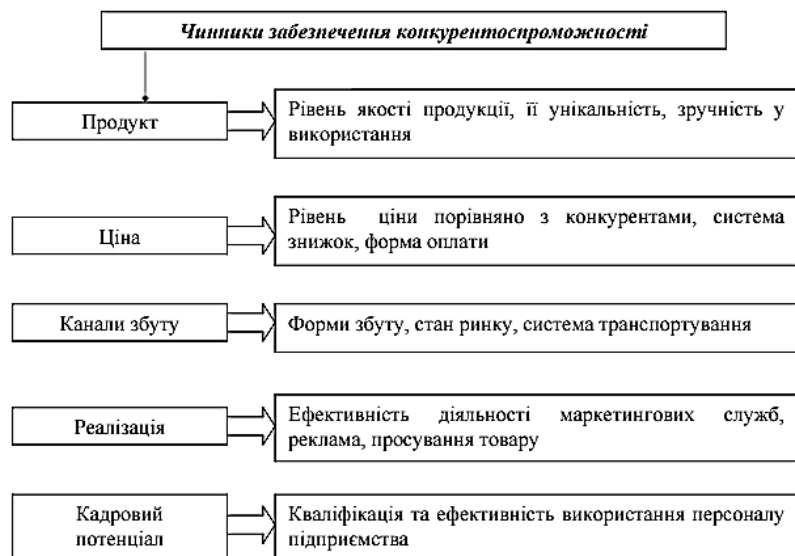 Чинники забезпечення конкурентоспроможності
Продукт
Рівень якості продукції, її унікальність, зручність у
використання
Ціна
Рівень ціни порівняно з конкурентами, система
знижок, форма оплати
Канали збуту
Форми збуту, стан ринку, система транспортування
Реалізація
Ефективність діяльності маркетингових служб,
реклама, просування товару
Кадровий
потенціал
Кваліфікація та ефективність використання персоналу
підприємства